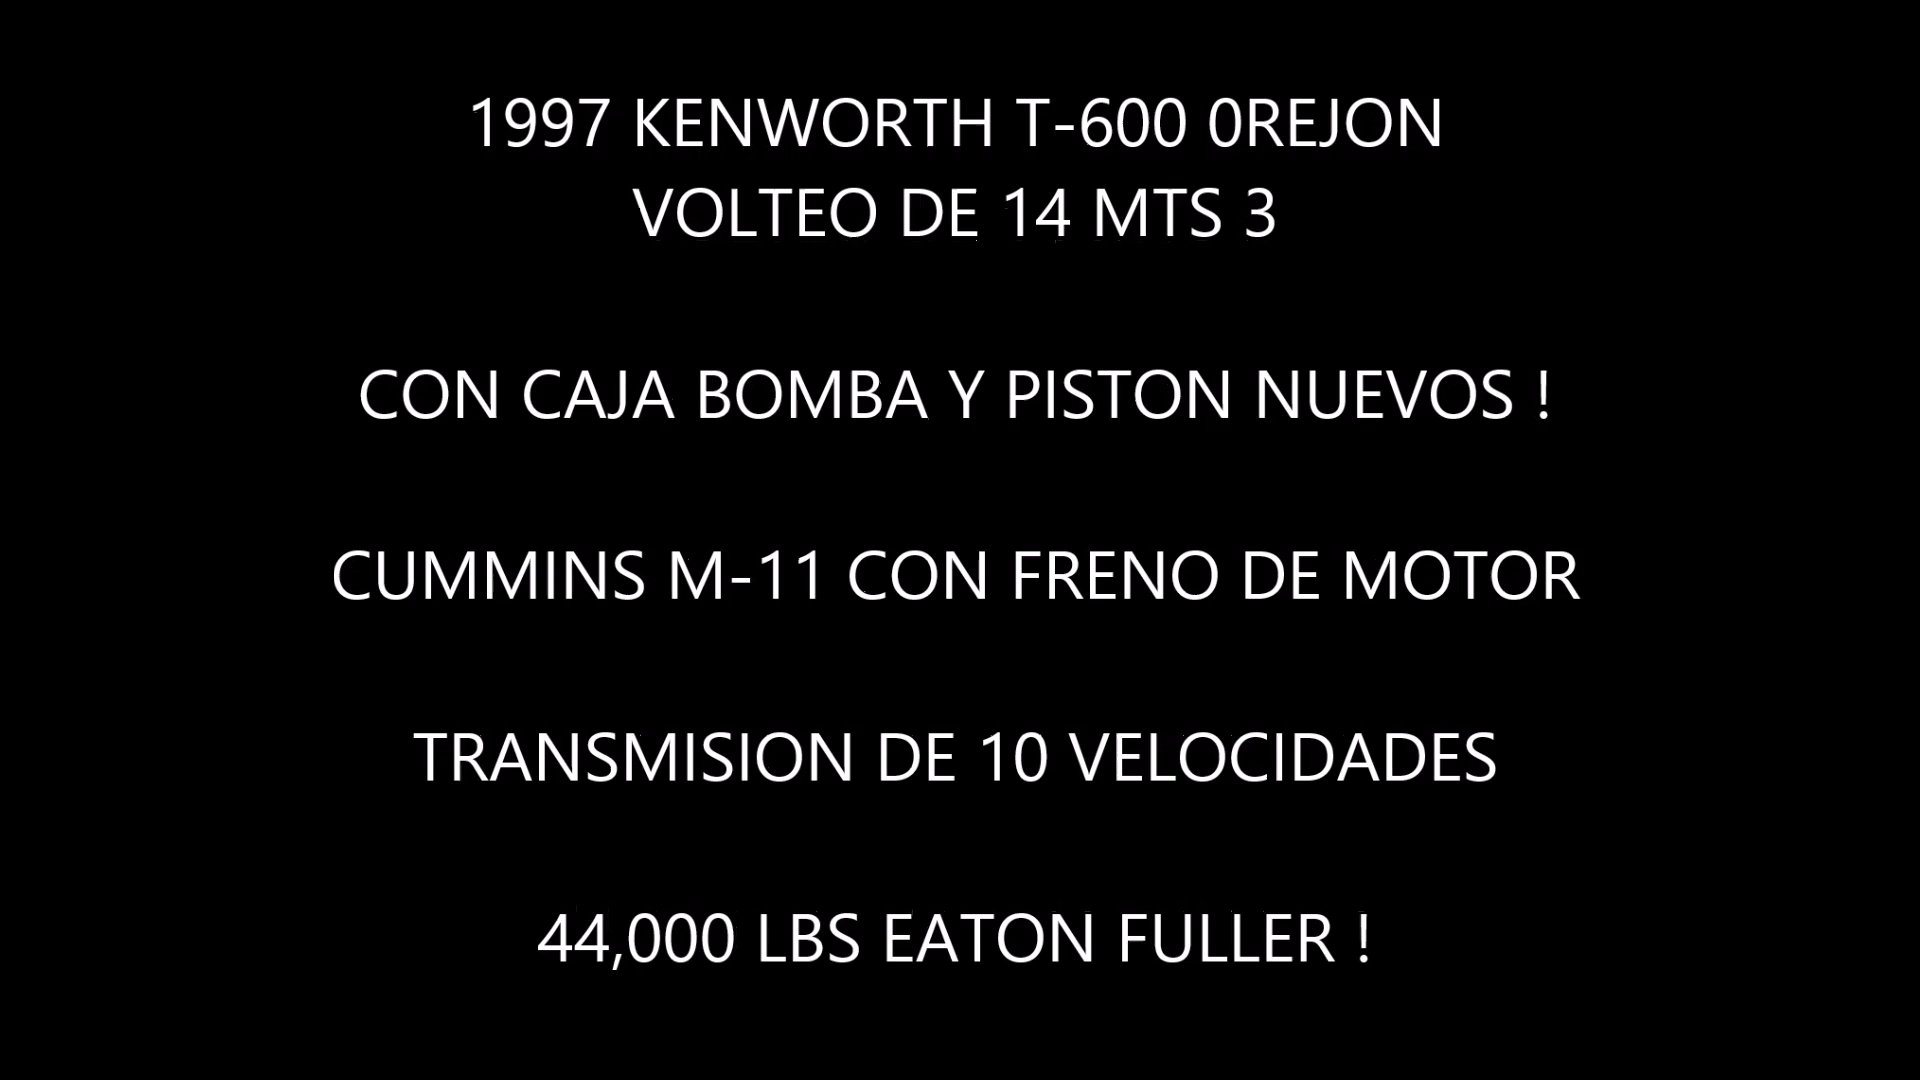 1997 KENWORTH T-600 0REJON
VOLTEO DE 14 MTS 3
CON CAJA BOMBA Y PISTON NUEVOS !
CUMMINS M-11 CON FRENO DE MOTOR
TRANSMISION DE 10 VELOCIDADES
44,000 LBS EATON FULLER !